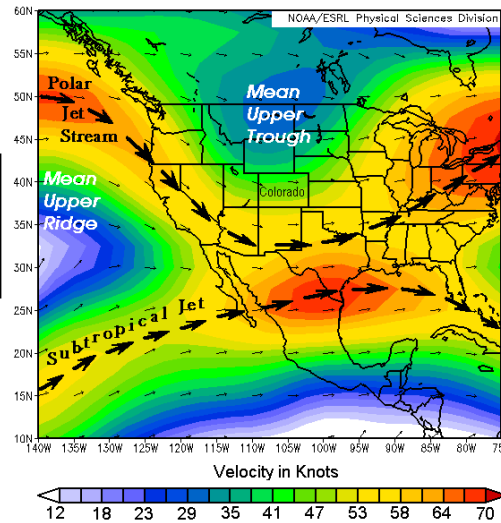 NOAA/ESRL Physical Sciences Division
60N
55N
50N
45N
40N
35N
30N
25N
20N
15N
10N
Polar
Jet
Stream
Mean
Upper
Trough
Mean
Upper
Ridge
Colorado
Subtropical Jet
140W 135W 130W 125W 120W 115W 110W 105W 100W 95W 90W 85W 80W 75W
Velocity in Knots
12 18 23 29 35 41 47 53 58 64 70